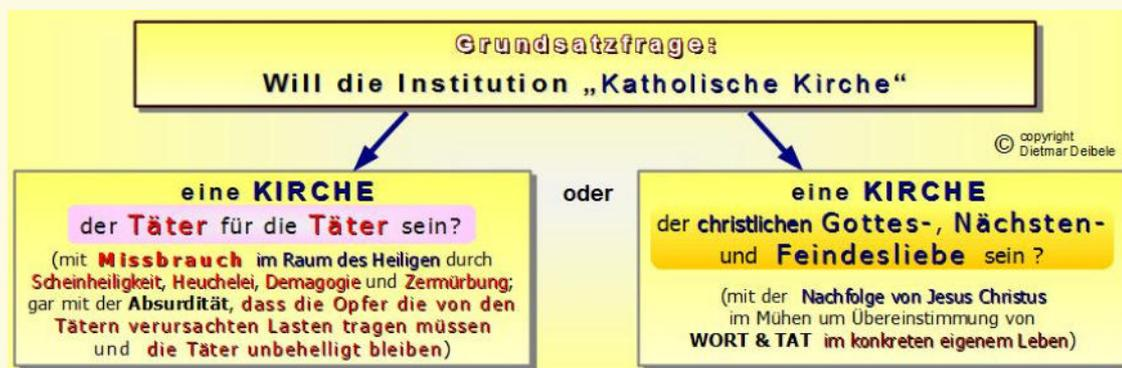 Grundsatzfrage:
Will die Institution „Katholische Kirche“
© copyright
Dietmar Deibele
eine KIRCHE
der Täter für die Täter sein?
(mit Missbrauch im Raum des Heiligen durch
Scheinheiligkeit, Heuchelei, Demagogie und Zermürbung;
gar mit der Absurdität, dass die Opfer die von den
Tätern verursachten Lasten tragen müssen
und die Täter unbehelligt bleiben)
oder
eine KIRCHE
der christlichen Gottes-, Nächsten-
und Feindesliebe sein ?
(mit der Nachfolge von Jesus Christus
im Mühen um Übereinstimmung von
WORT & TAT im konkreten eigenem Leben)